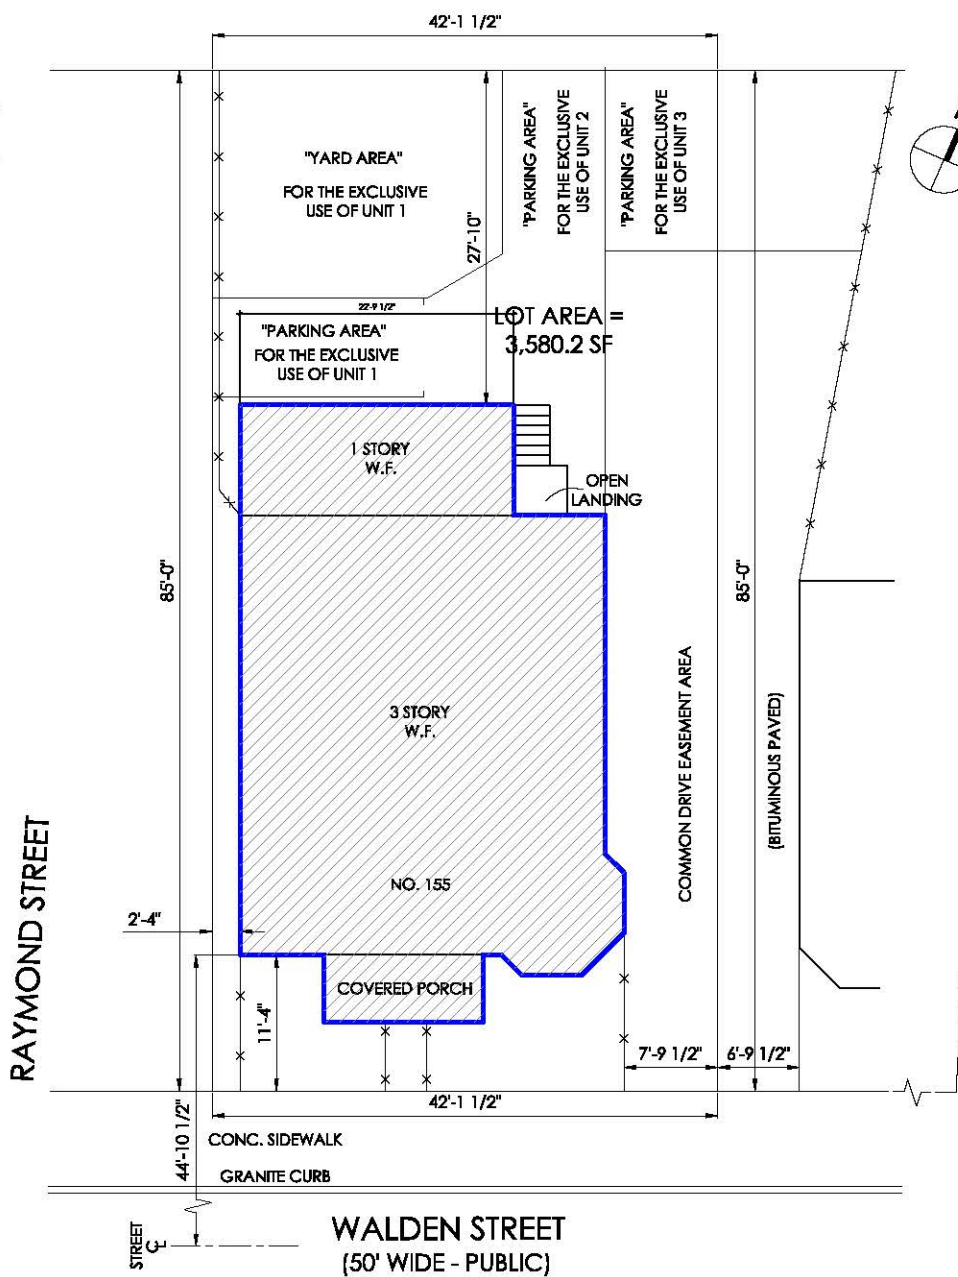 42'-1 1/2"
"YARD AREA"
FOR THE EXCLUSIVE
USE OF UNIT 1
27'-10"
"PARKING AREA"
FOR THE EXCLUSIVE
USE OF UNIT 2
"PARKING AREA"
FOR THE EXCLUSIVE
USE OF UNIT 3
22'-9 1/2"
LOT AREA =
3,580.2 SF
"PARKING AREA"
FOR THE EXCLUSIVE
USE OF UNIT 1
1 STORY
W.F.
OPEN
LANDING
85'-0"
85'-0"
3 STORY
W.F.
COMMON DRIVE EASEMENT AREA
(BITUMINOUS PAVED)
RAYMOND STREET
NO. 155
2'-4"
COVERED PORCH
11'-4"
7'-9 1/2"
6'-9 1/2"
42'-1 1/2"
44'-10 1/2"
CONC. SIDEWALK
GRANITE CURB
STREET
CL
WALDEN STREET
(50' WIDE - PUBLIC)